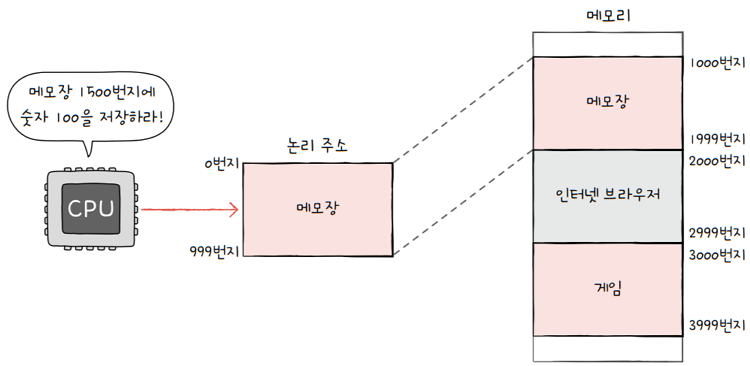 메모리
메모장 1500번지에
숫자 100을 저장하라!
CPU
논리 주소
0번지
메모장
999번지
1000번지
메모장
1999번지
2000번지
인터넷 브라우저
2999번지
3000번지
게임
3999번지